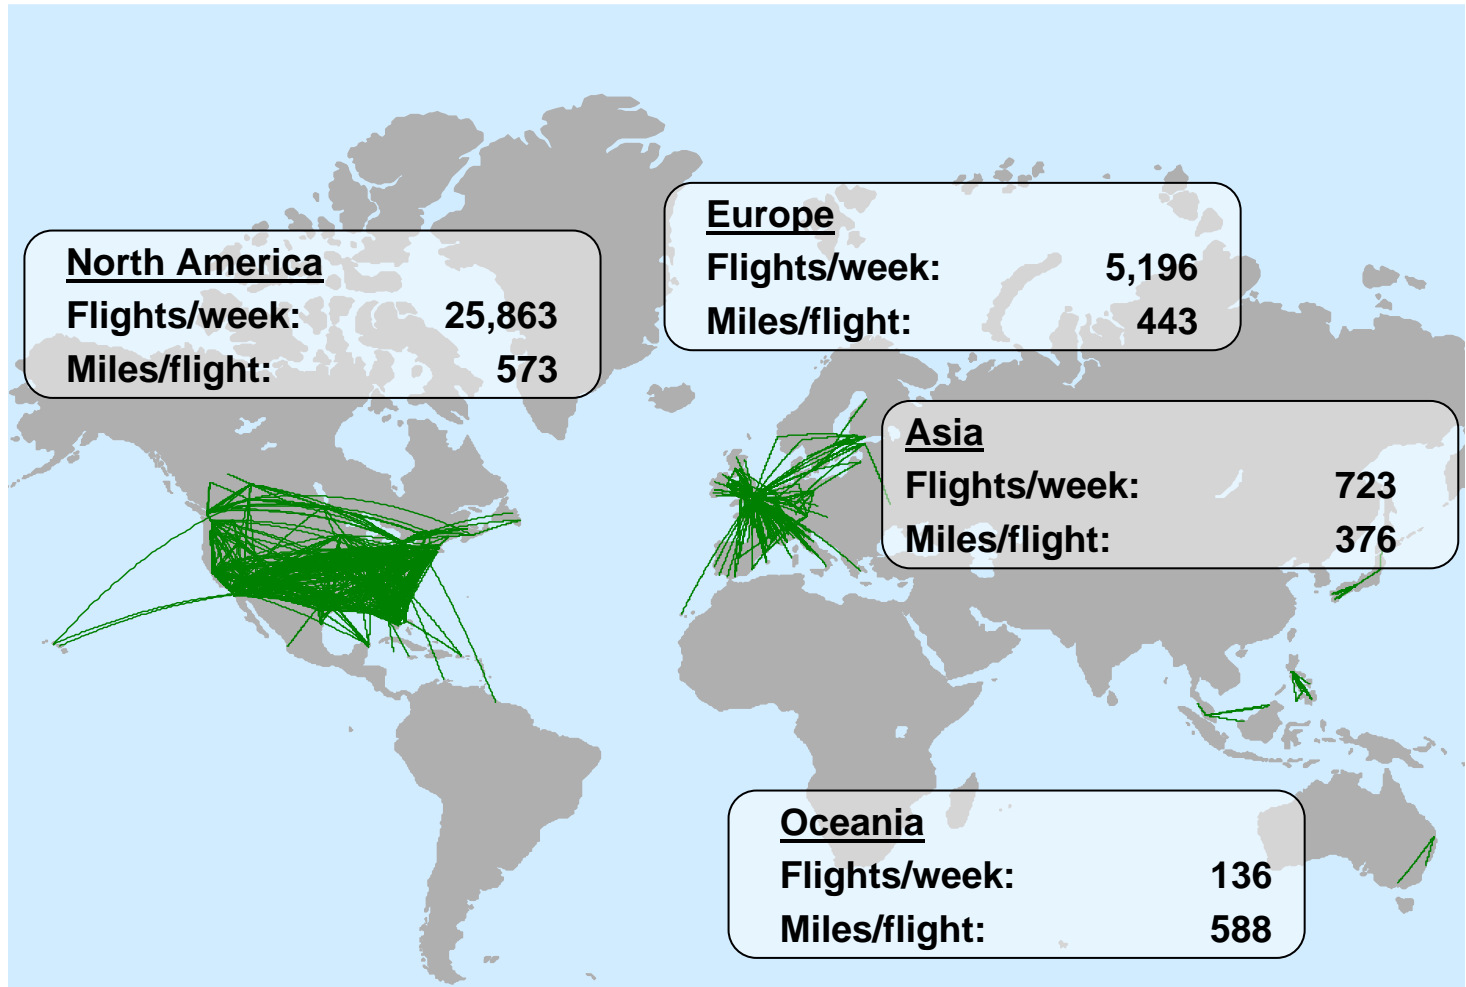 North America
Flights/week: 25,863
Miles/flight: 573
Europe
Flights/week: 5,196
Miles/flight: 443
Asia
Flights/week: 723
Miles/flight: 376
Oceania
Flights/week: 136
Miles/flight: 588